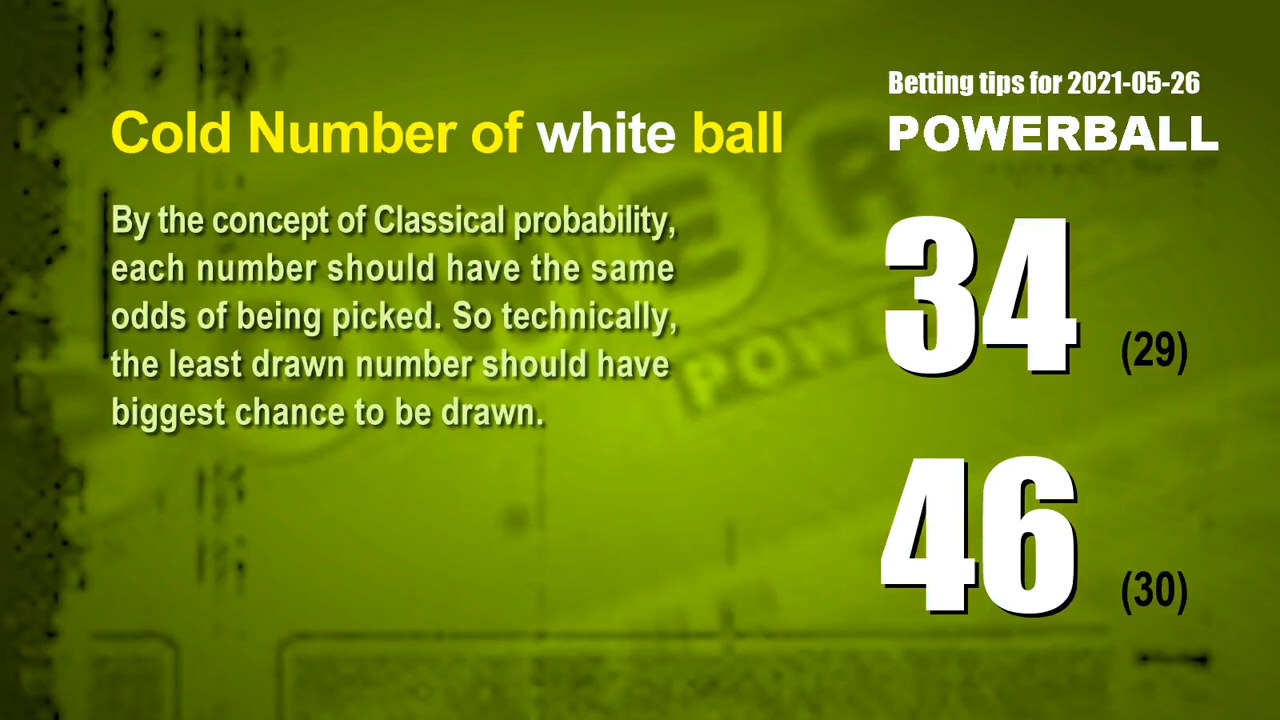 Betting tips for 2021-05-26
POWERBALL
Cold Number of white ball
By the concept of Classical probability,
each number should have the same
odds of being picked. So technically,
the least drawn number should have
biggest chance to be drawn.
34 (29)
46 (30)
POW